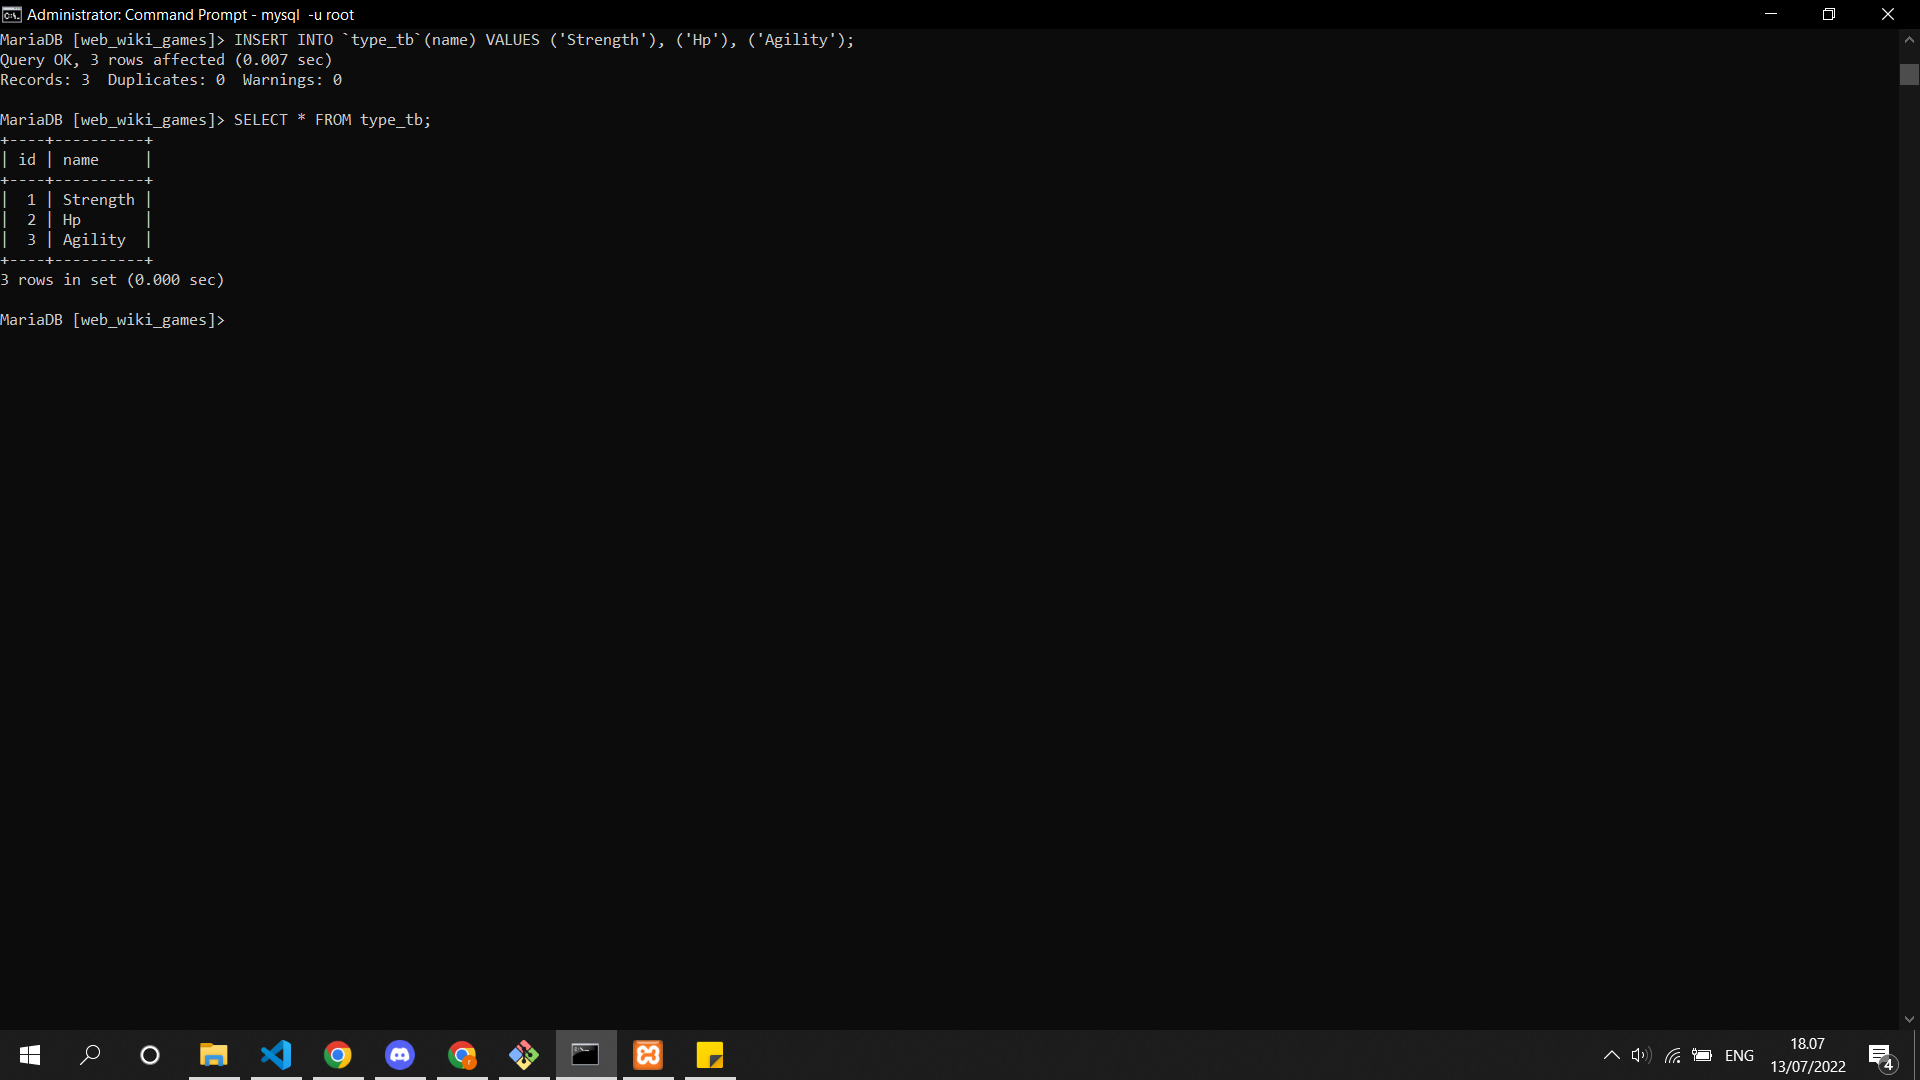 Administrator: Command Prompt - mysql  -u root
MariaDB [web_wiki_games]> INSERT INTO `type_tb`(name) VALUES ('Strength'), ('Hp'), ('Agility');
Query OK, 3 rows affected (0.007 sec)
Records: 3  Duplicates: 0  Warnings: 0
MariaDB [web_wiki_games]> SELECT * FROM type_tb;
+----+----------+
| id | name     |
+----+----------+
|  1 | Strength |
|  2 | Hp       |
|  3 | Agility  |
+----+----------+
3 rows in set (0.000 sec)
MariaDB [web_wiki_games]>
ENG
18.07
13/07/2022
4